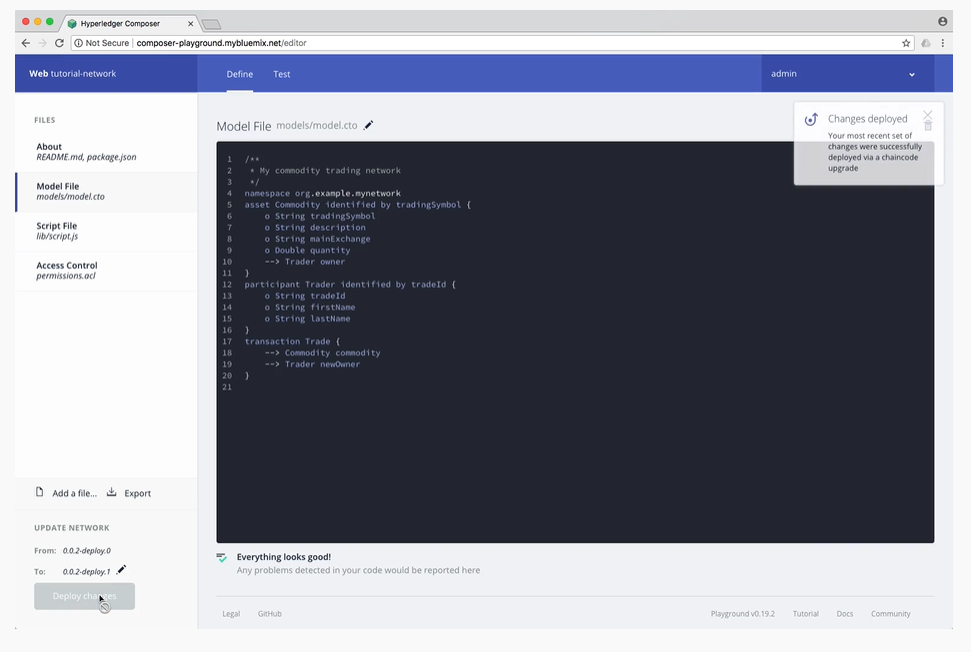 Hyperledger Composer
Not Secure | composer-playground.mybluemix.net/editor
Web tutorial-network
Define
Test
admin
FILES
About
README.md, package.json
Model File
models/model.cto
Script File
lib/script.js
Access Control
permissions.acl
Add a file...
Export
UPDATE NETWORK
From: 0.0.2-deploy.0
To: 0.0.2-deploy.1
Deploy changes
Model File models/model.cto
Changes deployed
Your most recent set of
changes were successfully
deployed via a chaincode
upgrade
1 /**
2 * My commodity trading network
3 */
4 namespace org.example.mynetwork
5 asset Commodity identified by tradingSymbol {
6 o String tradingSymbol
7 o String description
8 o String mainExchange
9 o Double quantity
10 --> Trader owner
11 }
12 participant Trader identified by tradeId {
13 o String tradeId
14 o String firstName
15 o String lastName
16 }
17 transaction Trade {
18 --> Commodity commodity
19 --> Trader newOwner
20 }
21
Everything looks good!
Any problems detected in your code would be reported here
Legal
GitHub
Playground v0.19.2
Tutorial
Docs
Community